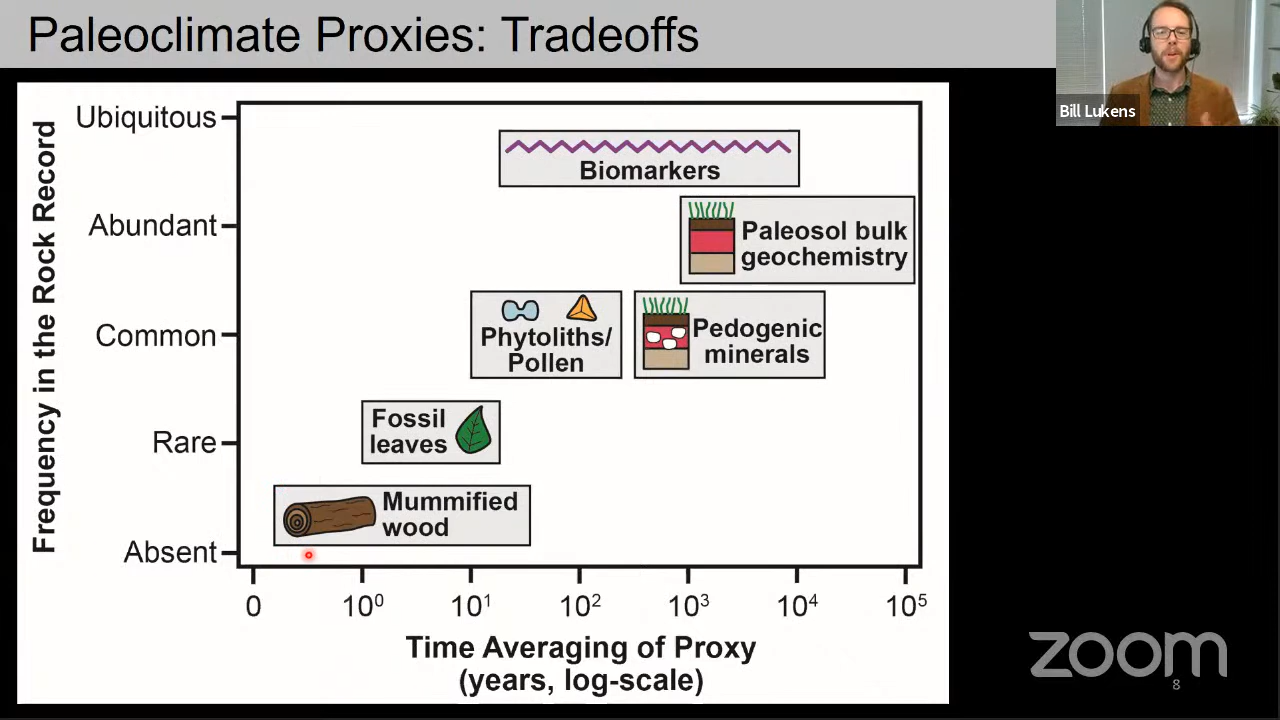 Paleoclimate Proxies: Tradeoffs
Bill Lukens
Frequency in the Rock Record
Ubiquitous
Abundant
Common
Rare
Absent
Biomarkers
Paleosol bulk
geochemistry
Phytoliths/
Pollen
Pedogenic
minerals
Fossil
leaves
Mummified
wood
0 10⁰ 10¹ 10² 10³ 10⁴ 10⁵
Time Averaging of Proxy
(years, log-scale)
zoom
8